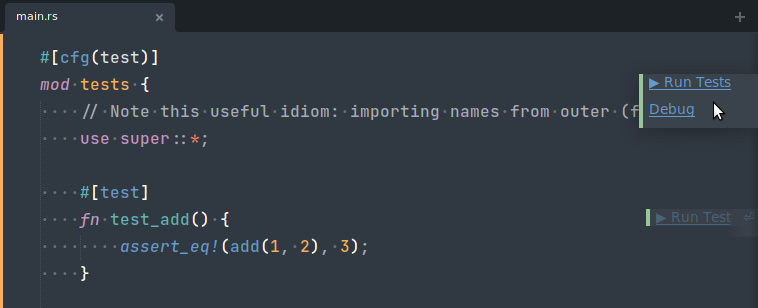 main.rs
#[cfg(test)]
mod tests {
▶ Run Tests
// Note this useful idiom: importing names from outer (f
Debug
use super::*;
#[test]
fn test_add() {
▶ Run Test
assert_eq!(add(1, 2), 3);
}